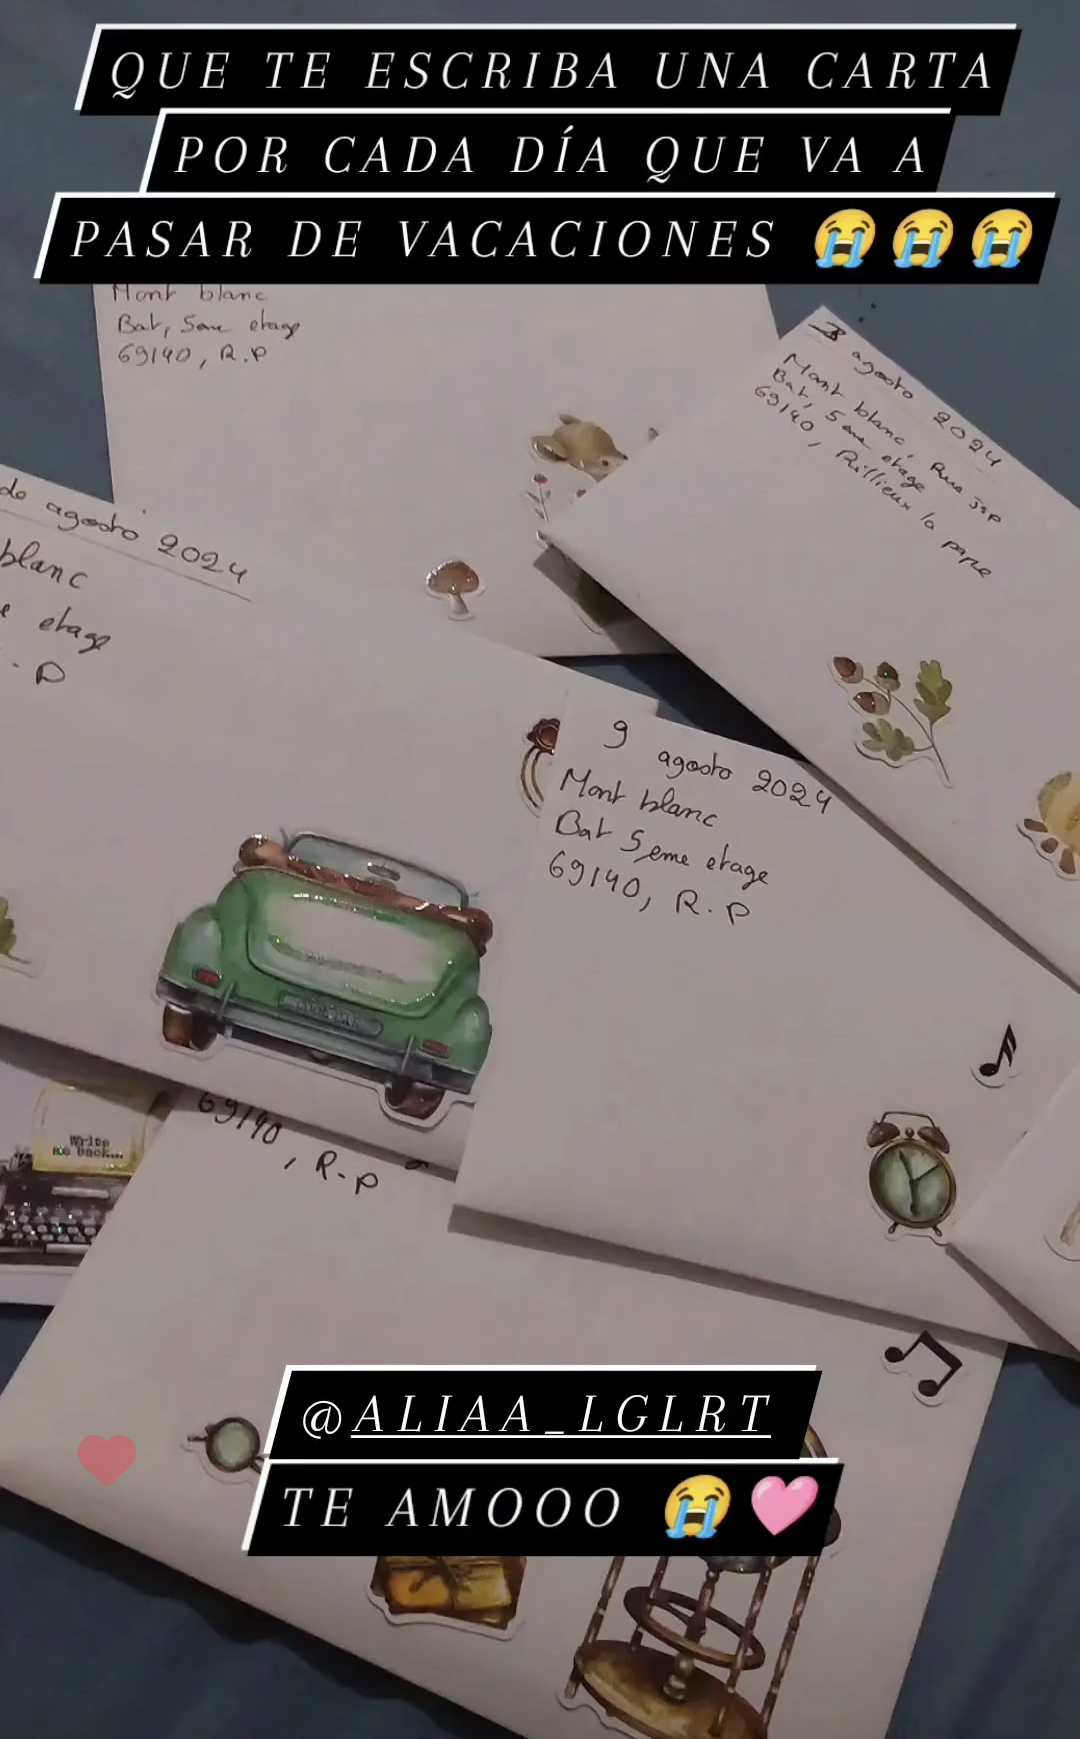 QUE TE ESCRIBA UNA CARTA
POR CADA DÍA QUE VA A
PASAR DE VACACIONES 😭😭😭
Mont blanc
Bat, 5eme etage
69140, R.P
3 agosto 2024
Mont blanc, Rue
Bat, 5eme etage
69140, Rillieux la pape
de agosto 2024
blanc
e etage
. P
9 agosto 2024
Mont blanc
Bat 5eme etage
69140, R.P
Write
me back...
69140, R-P
@ALIAA_LGLRT
TE AMOOO 😭🩷